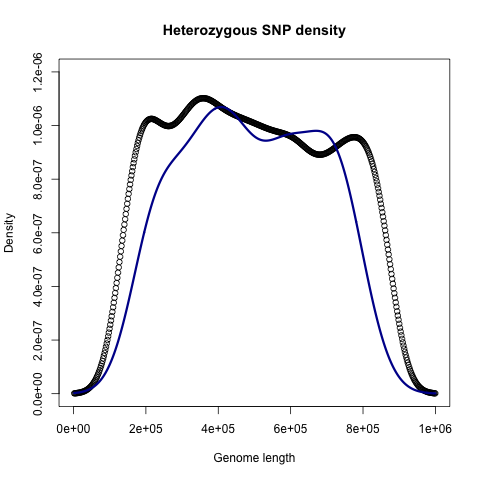 Heterozygous SNP density
Density
1.2e-06
1.0e-06
8.0e-07
6.0e-07
4.0e-07
2.0e-07
0.0e+00
0e+00 2e+05 4e+05 6e+05 8e+05 1e+06
Genome length